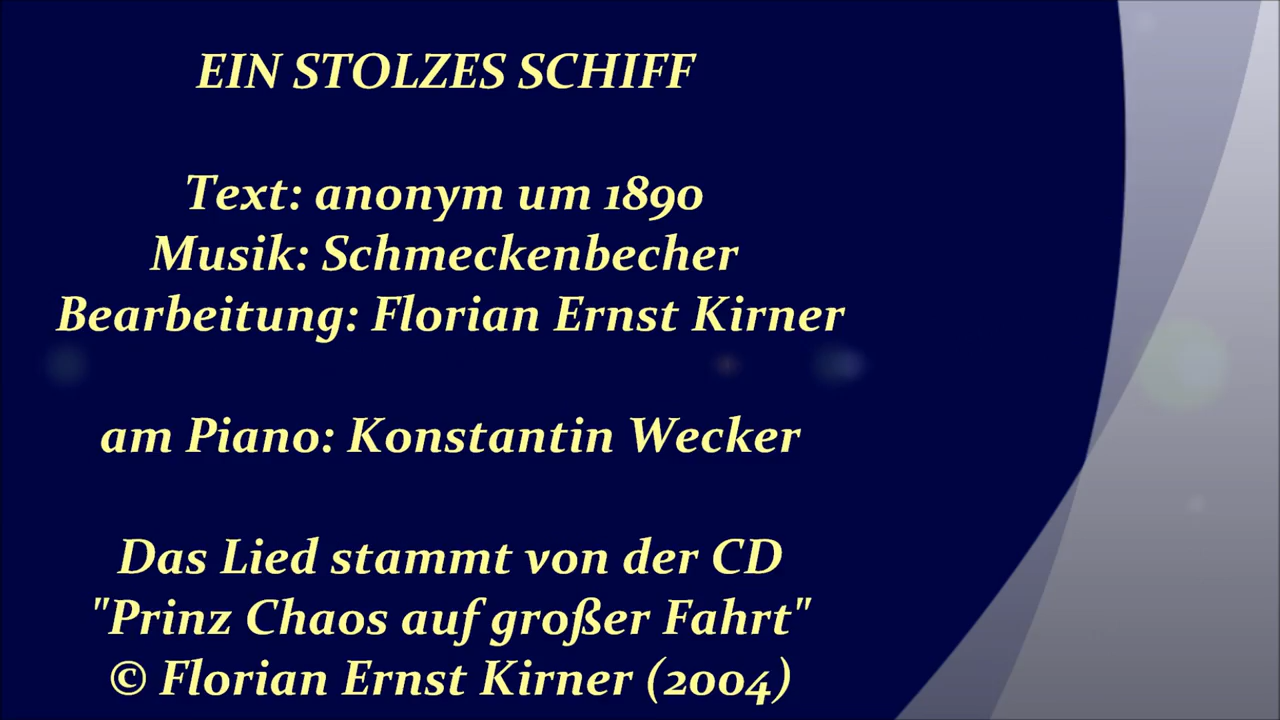 EIN STOLZES SCHIFF
Text: anonym um 1890
Musik: Schmeckenbecher
Bearbeitung: Florian Ernst Kirner
am Piano: Konstantin Wecker
Das Lied stammt von der CD
"Prinz Chaos auf großer Fahrt"
© Florian Ernst Kirner (2004)